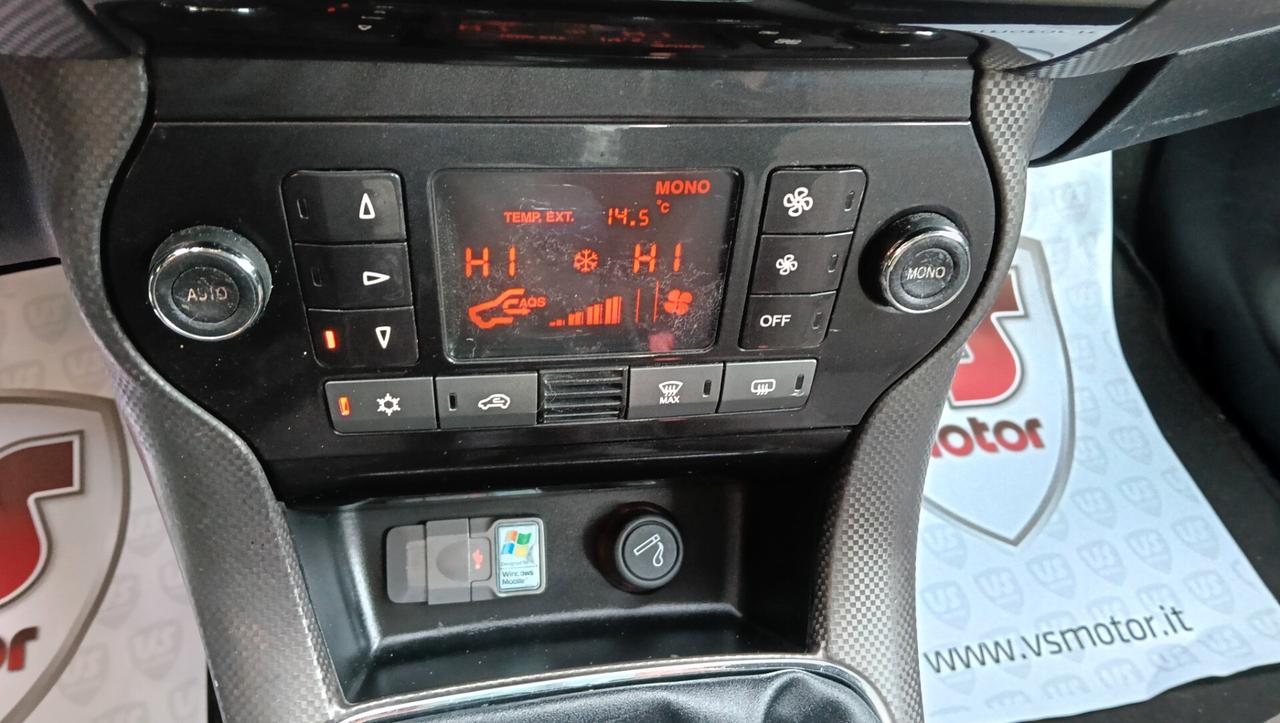 MONO
TEMP. EXT. 14.5 °C
HI HI
AQS
AUTO
MONO
OFF
MAX
Windows
Mobile
motor
www.vsmotor.it